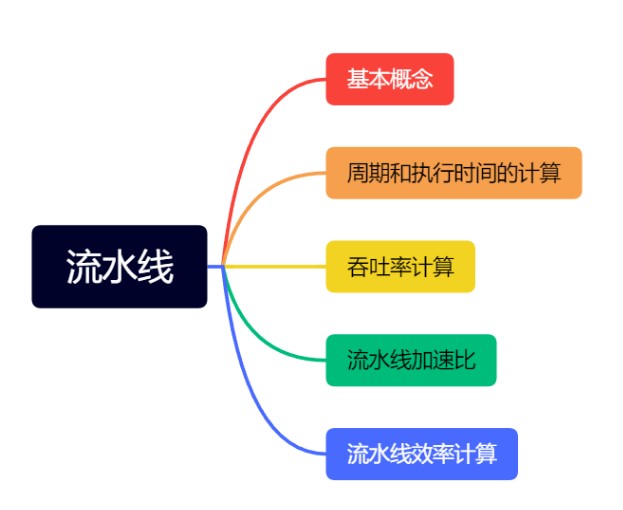 流水线
基本概念
周期和执行时间的计算
吞吐率计算
流水线加速比
流水线效率计算